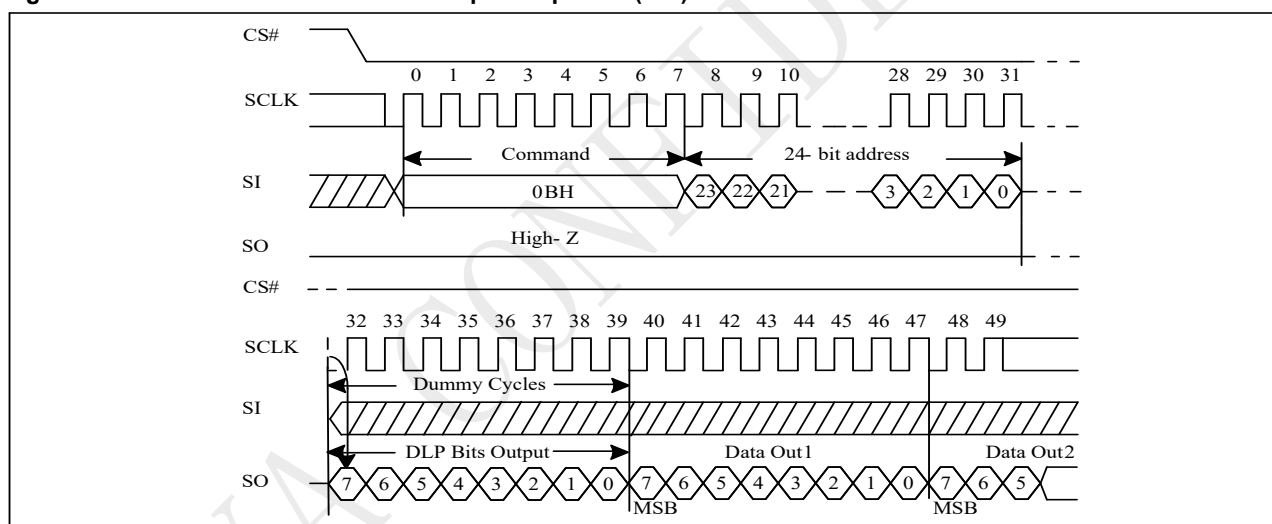 CS#
0 1 2 3 4 5 6 7 8 9 10 28 29 30 31
SCLK
Command 24- bit address
SI 0BH 23 22 21 3 2 1 0
High- Z
SO
CS#
32 33 34 35 36 37 38 39 40 41 42 43 44 45 46 47 48 49
SCLK
Dummy Cycles
SI
DLP Bits Output Data Out1 Data Out2
SO 7 6 5 4 3 2 1 0 7 6 5 4 3 2 1 0 7 6 5
MSB MSB